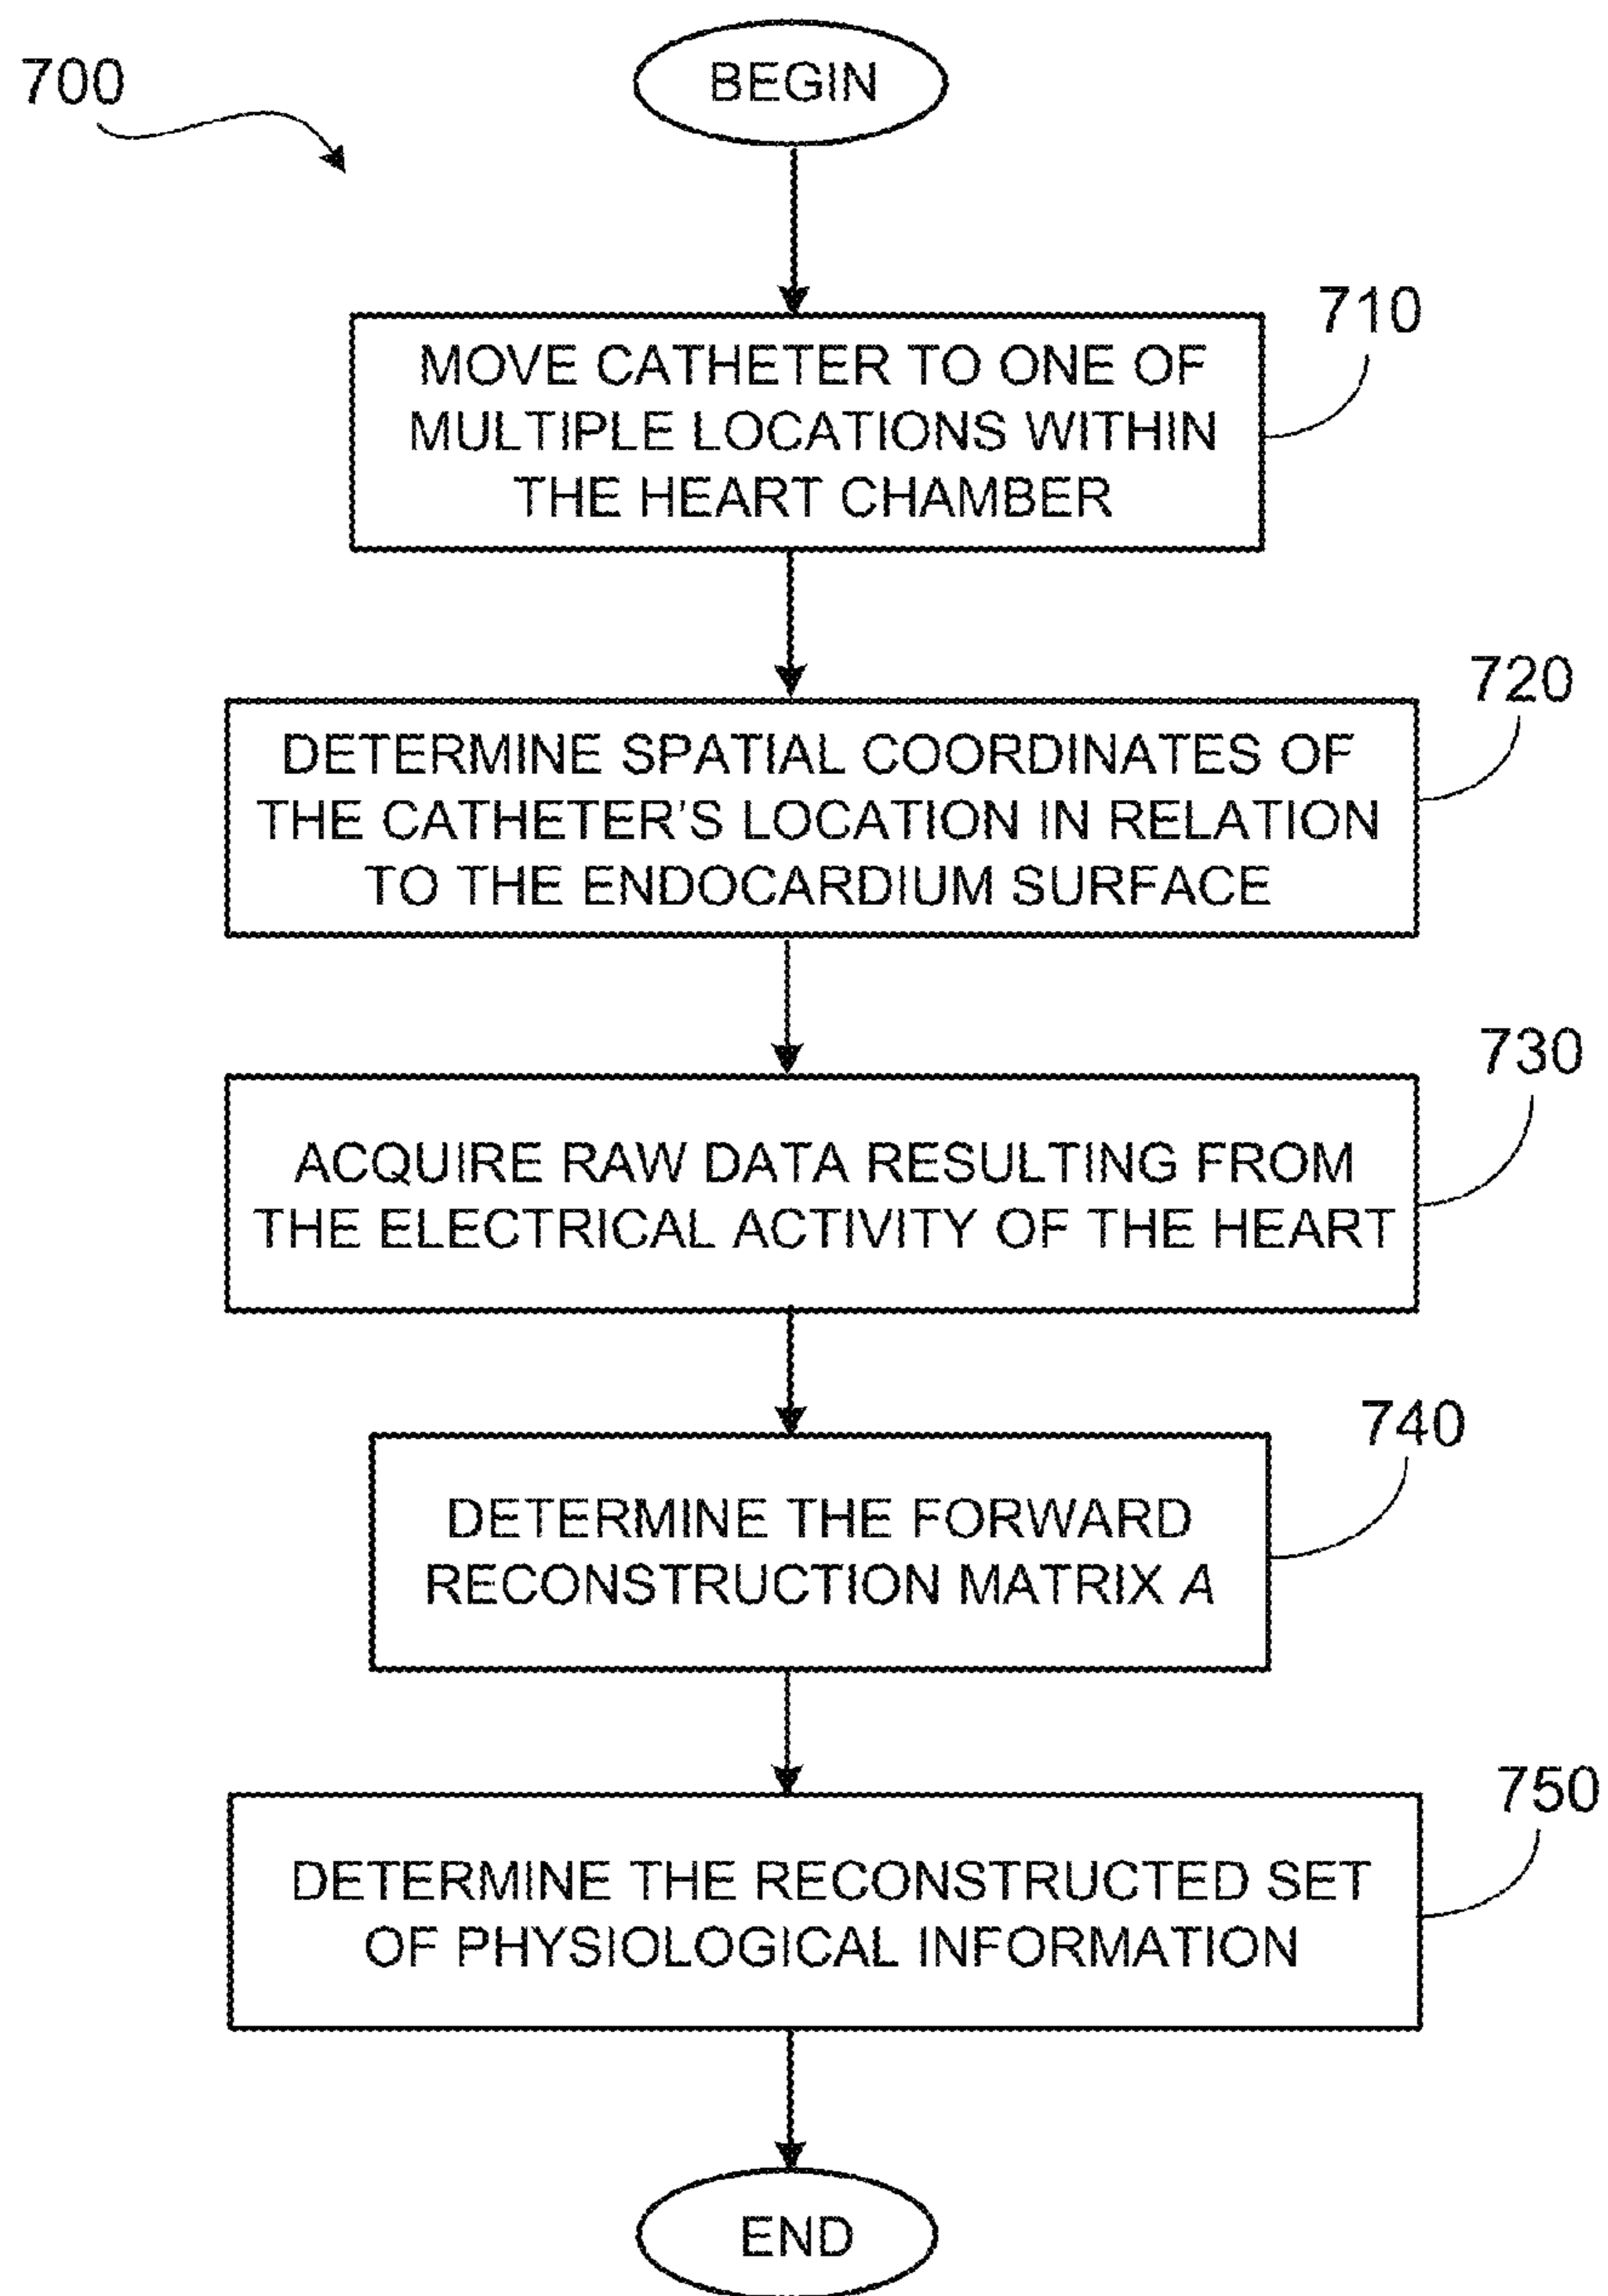 700
BEGIN
710
MOVE CATHETER TO ONE OF
MULTIPLE LOCATIONS WITHIN
THE HEART CHAMBER
720
DETERMINE SPATIAL COORDINATES OF
THE CATHETER'S LOCATION IN RELATION
TO THE ENDOCARDIUM SURFACE
730
ACQUIRE RAW DATA RESULTING FROM
THE ELECTRICAL ACTIVITY OF THE HEART
740
DETERMINE THE FORWARD
RECONSTRUCTION MATRIX A
750
DETERMINE THE RECONSTRUCTED SET
OF PHYSIOLOGICAL INFORMATION
END